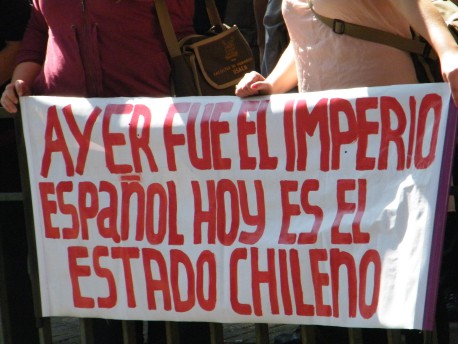 AYER FUE EL IMPERIO
ESPAÑOL HOY ES EL
ESTADO CHILENO